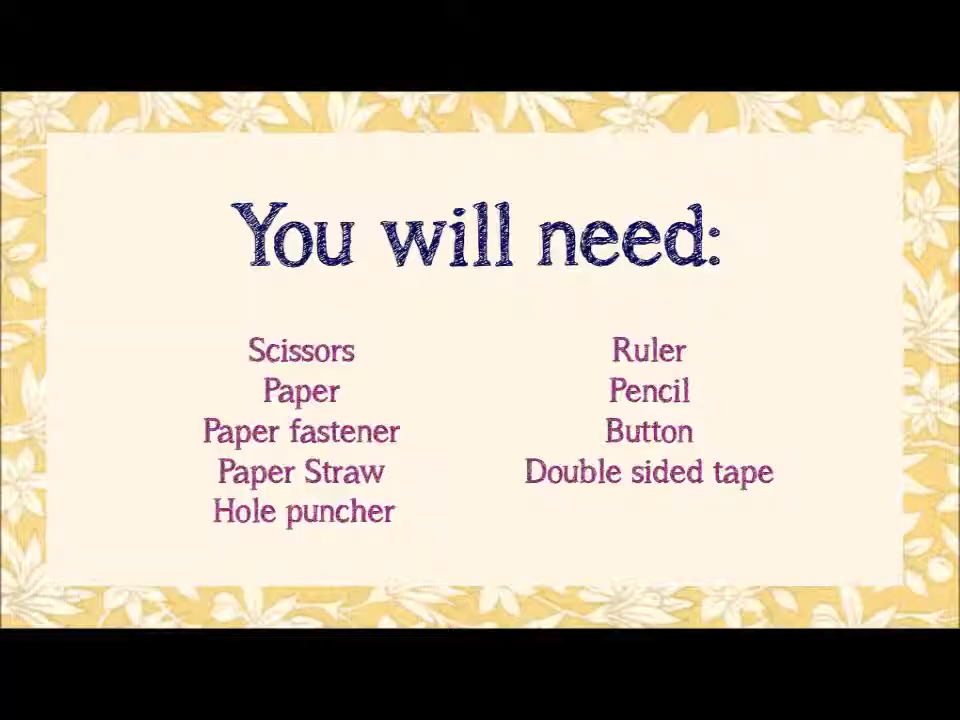 You will need:
Scissors
Paper
Paper fastener
Paper Straw
Hole puncher
Ruler
Pencil
Button
Double sided tape